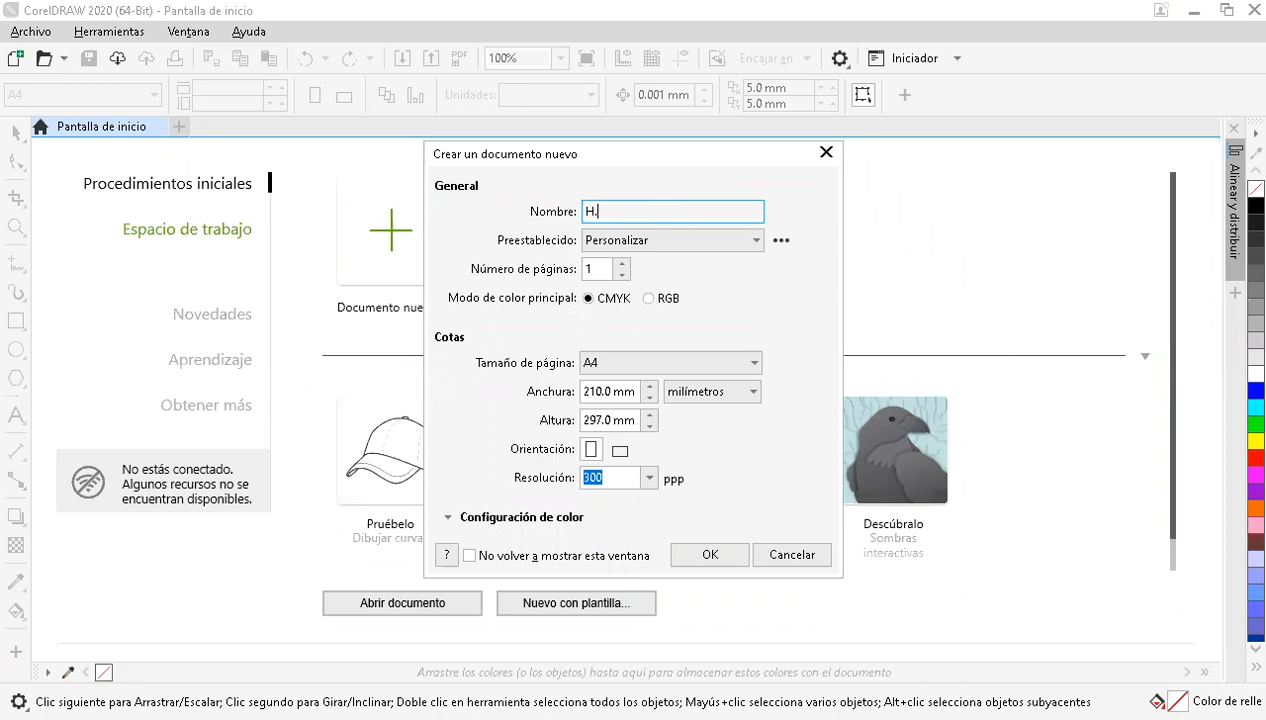 CorelDRAW 2020 (64-Bit) - Pantalla de inicio
Archivo Herramientas Ventana Ayuda
PDF 100% Encajar en Iniciador
A4 Unidades: 0.001 mm 5.0 mm
5.0 mm
Pantalla de inicio
Procedimientos iniciales
Espacio de trabajo
Novedades
Aprendizaje
Obtener más
No estás conectado.
Algunos recursos no se
encuentran disponibles.
Documento nue
Pruébelo
Dibujar curva
Crear un documento nuevo
General
Nombre: H.
Preestablecido: Personalizar
Número de páginas: 1
Modo de color principal: CMYK RGB
Cotas
Tamaño de página: A4
Anchura: 210.0 mm milímetros
Altura: 297.0 mm
Orientación:
Resolución: 300 ppp
Configuración de color
? No volver a mostrar esta ventana OK Cancelar
Descúbralo
Sombras
interactivas
Alinear y distribuir
Abrir documento Nuevo con plantilla...
Arrastre los colores (o los objetos) hasta aquí para almacenar estos colores con el documento
Clic siguiente para Arrastrar/Escalar; Clic segundo para Girar/Inclinar; Doble clic en herramienta selecciona todos los objetos; Mayús+clic selecciona varios objetos; Alt+clic selecciona objetos subyacentes
Color de relle